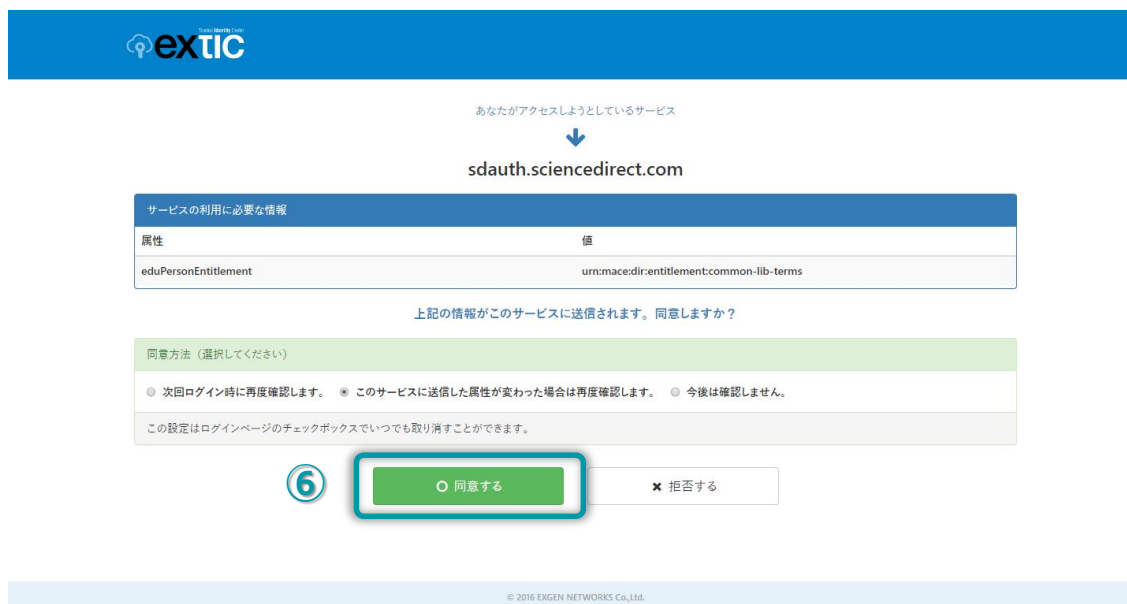 Trusted Identity Center
extic
あなたがアクセスしようとしているサービス
sdauth.sciencedirect.com
サービスの利用に必要な情報
属性 値
eduPersonEntitlement urn:mace:dir:entitlement:common-lib-terms
上記の情報がこのサービスに送信されます。同意しますか？
同意方法（選択してください）
次回ログイン時に再度確認します。 このサービスに送信した属性が変わった場合は再度確認します。 今後は確認しません。
この設定はログインページのチェックボックスでいつでも取り消すことができます。
⑥ 同意する ✖ 拒否する
© 2016 EXGEN NETWORKS Co.,Ltd.